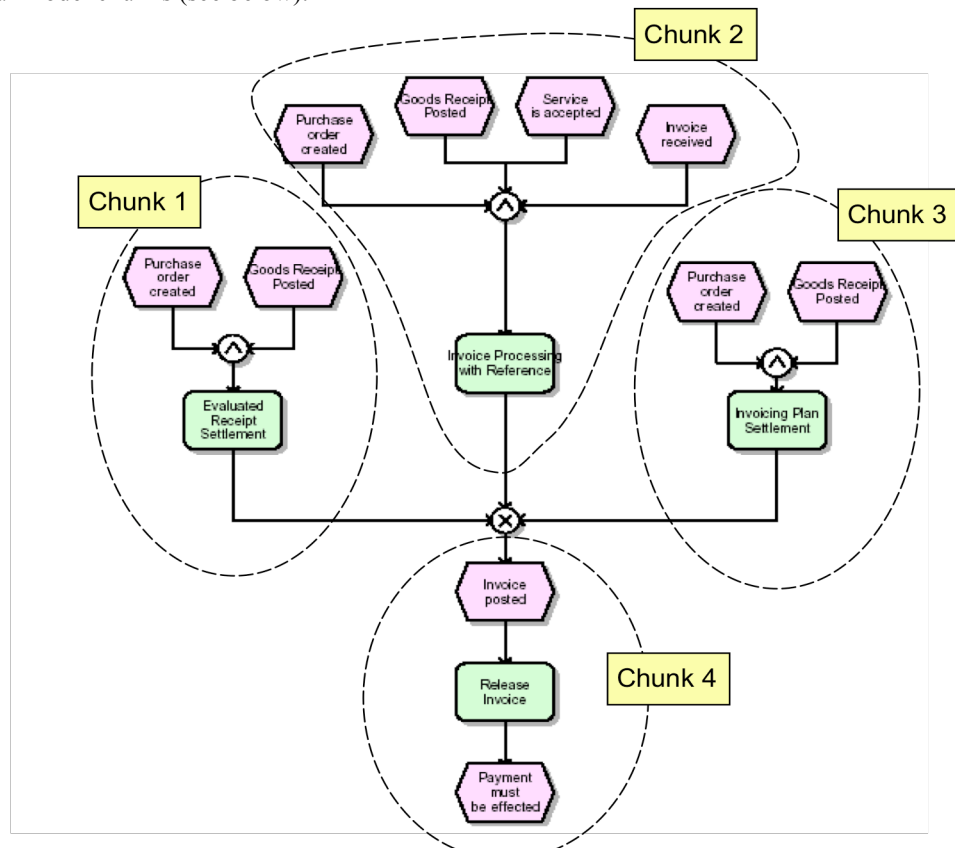 Chunk 2
Goods Receipt
Posted
Service
is accepted
Purchase
order
created
Invoice
received
Chunk 1
Chunk 3
Purchase
order
created
Goods Receipt
Posted
Purchase
order
created
Goods Receipt
Posted
Invoice Processing
with Reference
Evaluated
Receipt
Settlement
Invoicing Plan
Settlement
Invoice
posted
Release
Invoice
Chunk 4
Payment
must
be effected